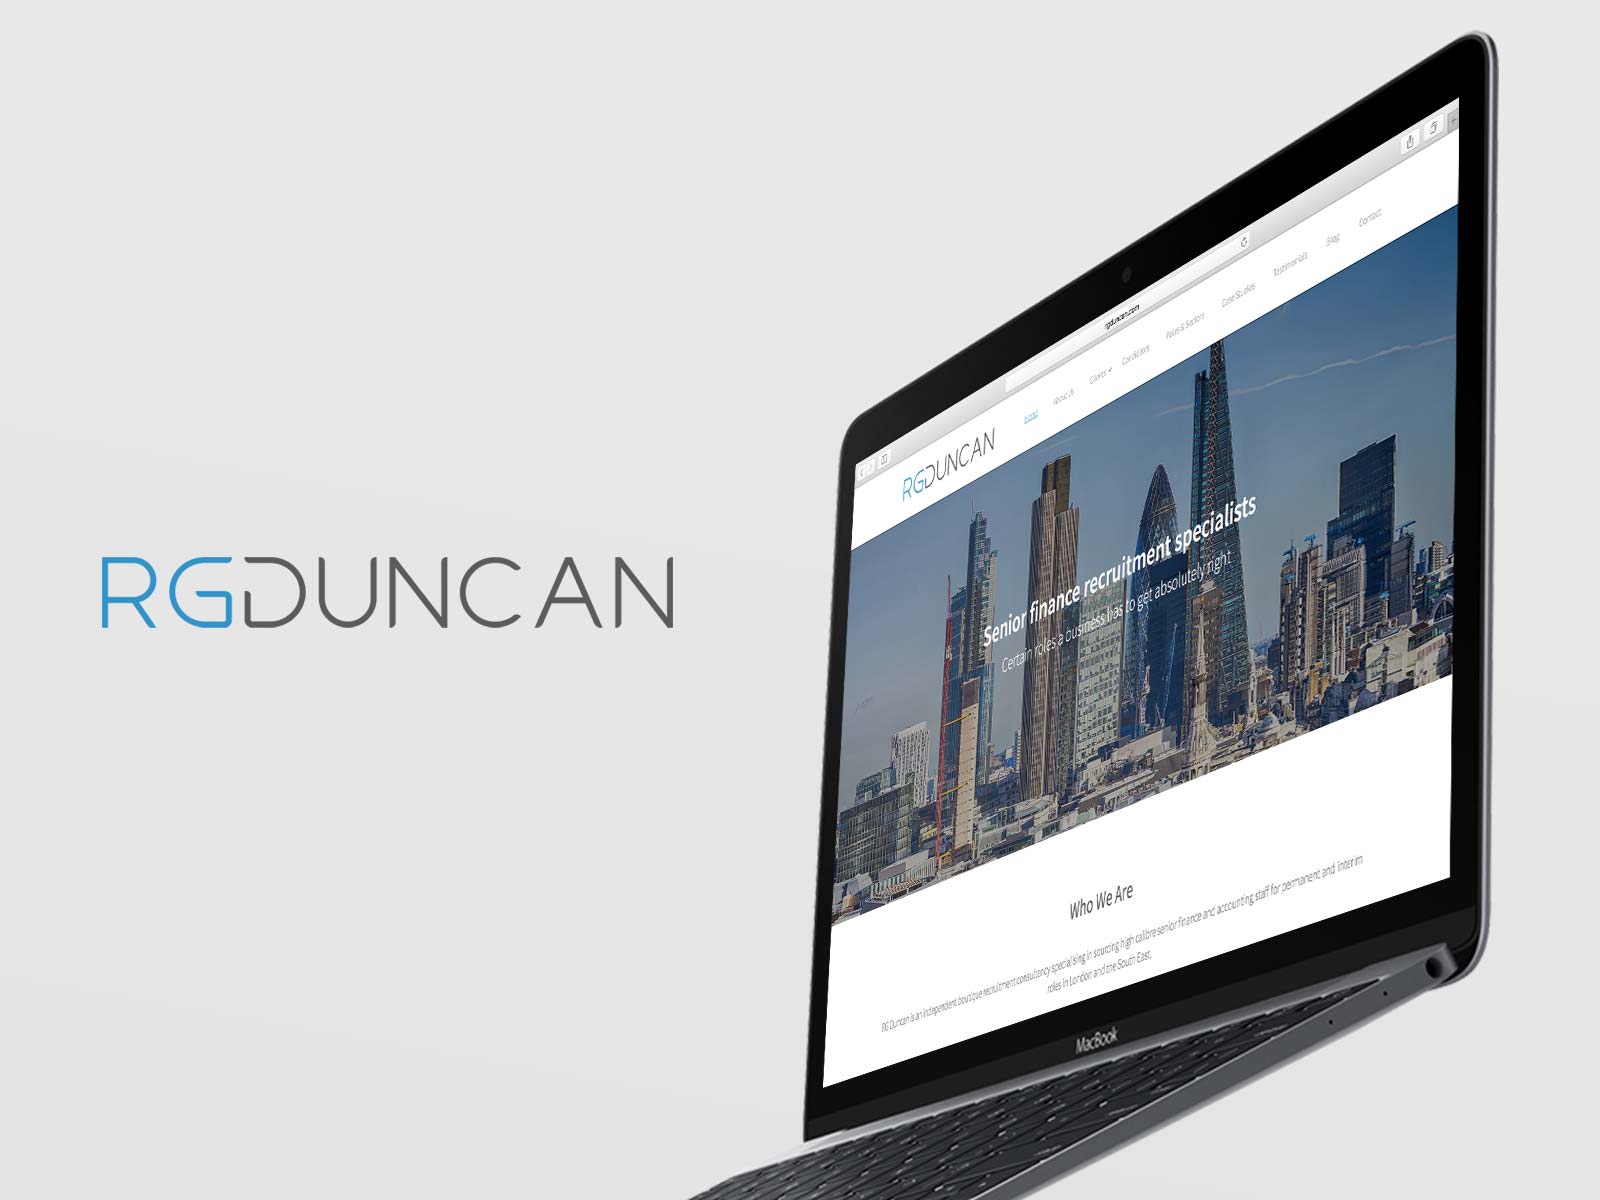 RGDUNCAN
rgduncan.com
RGDUNCAN
Home About Us Clients Candidates Roles & Sectors Case Studies Testimonials Blog Contact
Senior finance recruitment specialists
Certain roles a business has to get absolutely right
Who We Are
RG Duncan is an independent boutique recruitment consultancy specialising in sourcing high calibre senior finance and accounting staff for permanent and interim
roles in London and the South East.
MacBook